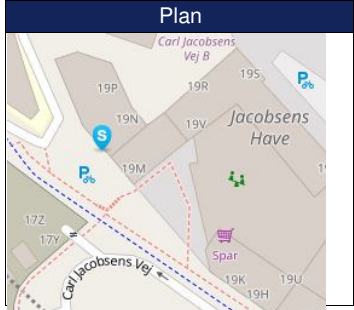 Plan
Carl Jacobsens
Vej B
19S
19P
19R
19N
19V
Jacobsens
Have
S
19M
17Z
17Y
Spar
Carl Jacobsens Vej
19K
19U
19H